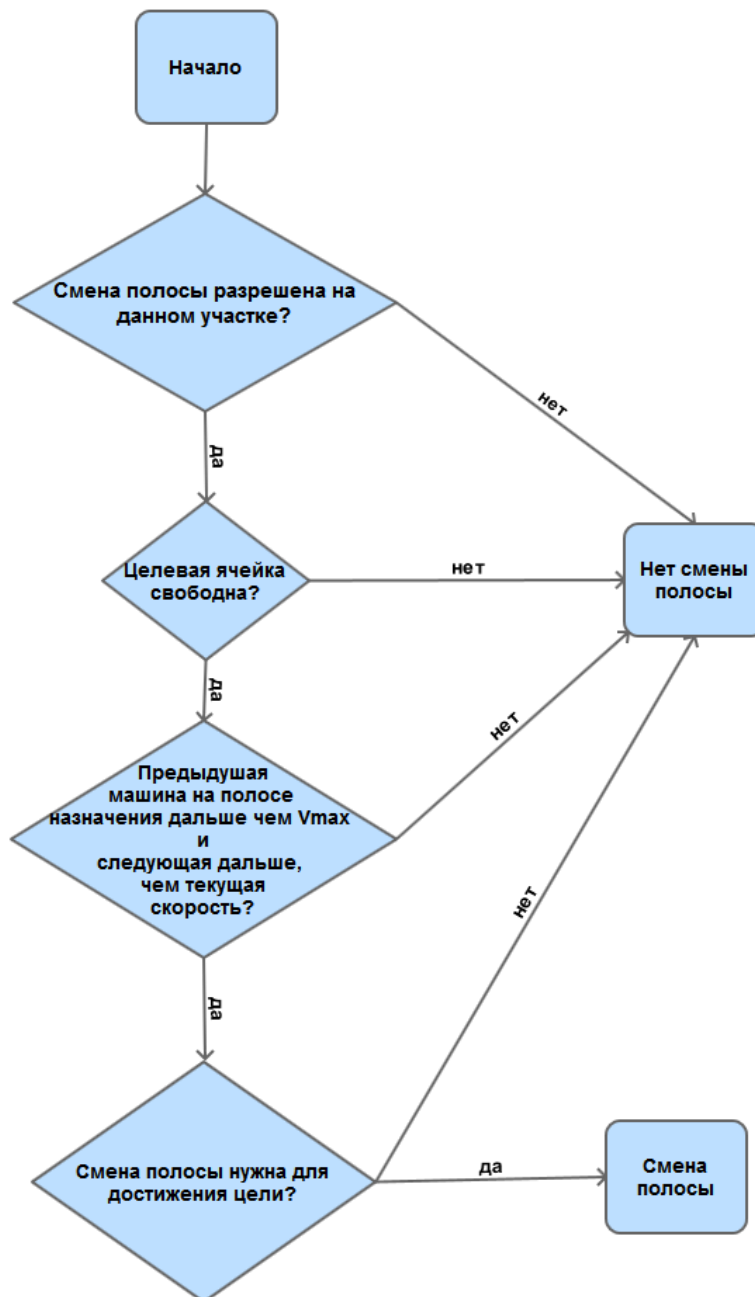 Начало
Смена полосы разрешена на
данном участке?
нет
да
Целевая ячейка
свободна?
нет
Нет смены
полосы
да
Предыдушая
машина на полосе
назначения дальше чем Vmax
и
следующая дальше,
чем текущая
скорость?
нет
нет
да
Смена полосы нужна для
достижения цели?
да
Смена
полосы